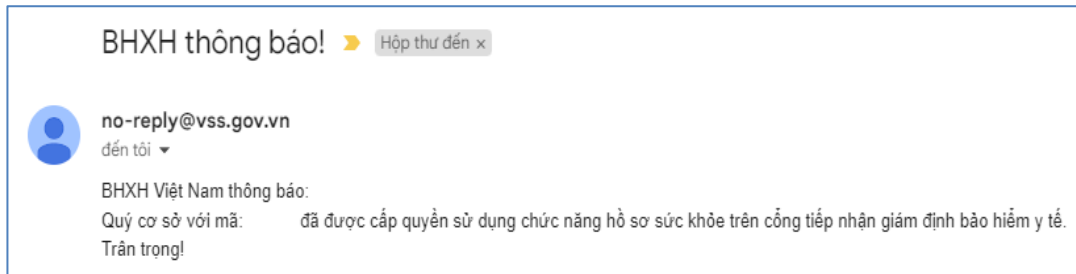 BHXH thông báo! Hộp thư đến ×
no-reply@vss.gov.vn
đến tôi
BHXH Việt Nam thông báo:
Quý cơ sở với mã: đã được cấp quyền sử dụng chức năng hồ sơ sức khỏe trên cổng tiếp nhận giám định bảo hiểm y tế.
Trân trọng!